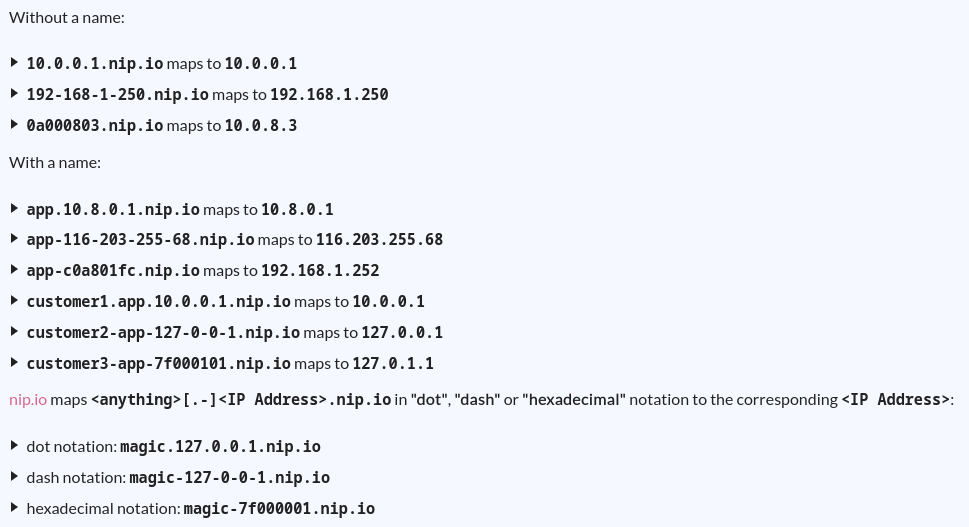 Without a name:
10.0.0.1.nip.io maps to 10.0.0.1
192-168-1-250.nip.io maps to 192.168.1.250
0a000803.nip.io maps to 10.0.8.3
With a name:
app.10.8.0.1.nip.io maps to 10.8.0.1
app-116-203-255-68.nip.io maps to 116.203.255.68
app-c0a801fc.nip.io maps to 192.168.1.252
customer1.app.10.0.0.1.nip.io maps to 10.0.0.1
customer2-app-127-0-0-1.nip.io maps to 127.0.0.1
customer3-app-7f000101.nip.io maps to 127.0.1.1
nip.io maps <anything>[.-]<IP Address>.nip.io in "dot", "dash" or "hexadecimal" notation to the corresponding <IP Address>:
dot notation: magic.127.0.0.1.nip.io
dash notation: magic-127-0-0-1.nip.io
hexadecimal notation: magic-7f000001.nip.io